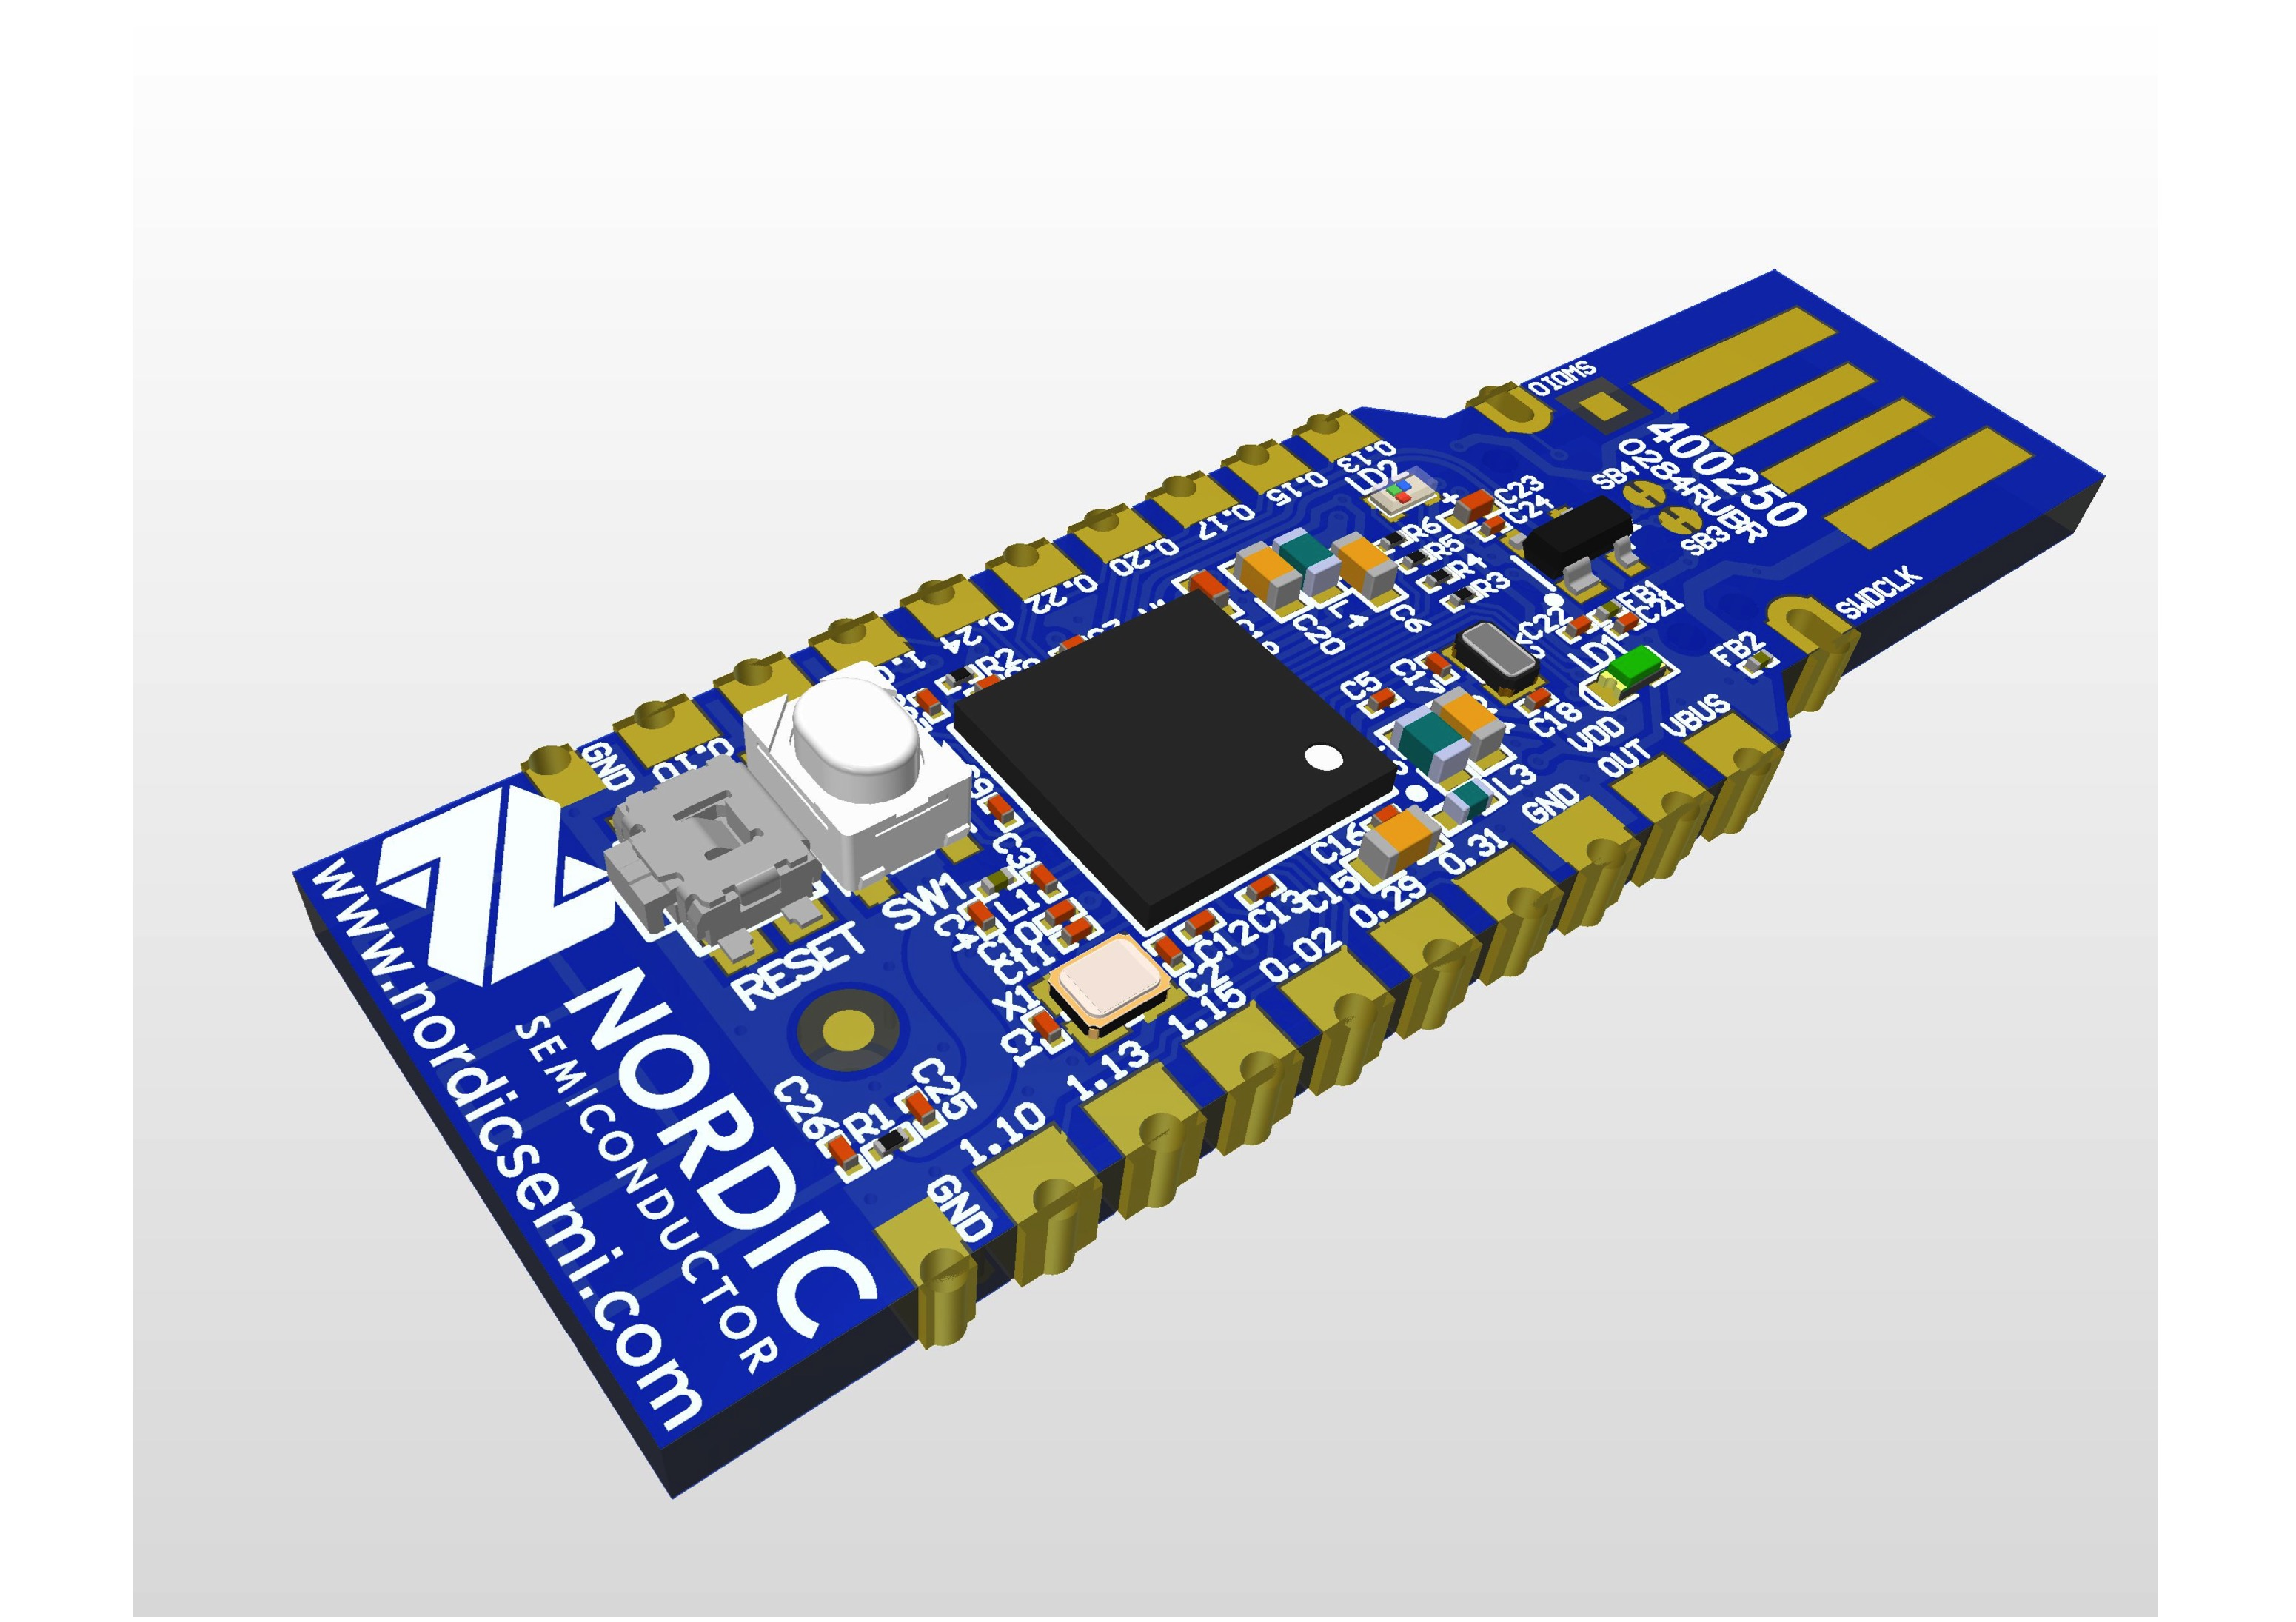 www.nordicsemi.com
NORDIC
SEMICONDUCTOR
GND
0.10
0.24
0.22
0.20
0.17
0.15
0.13
LD2
+
SWDIO
400250
0284RUBR
SB4
SB3
SWDCLK
C23
C24
R6
R5
R4
R3
C6
L4
C20
R2
FB1
C21
C22
LD1
FB2
C17
C5
C18
VDD
OUT
VBUS
L3
GND
0.31
C16
C15
0.29
C13
C12
0.02
1.15
1.13
1.10
GND
SW1
RESET
C9
C3
L1
C4
C10
C11
X1
C1
C26
R1
C25